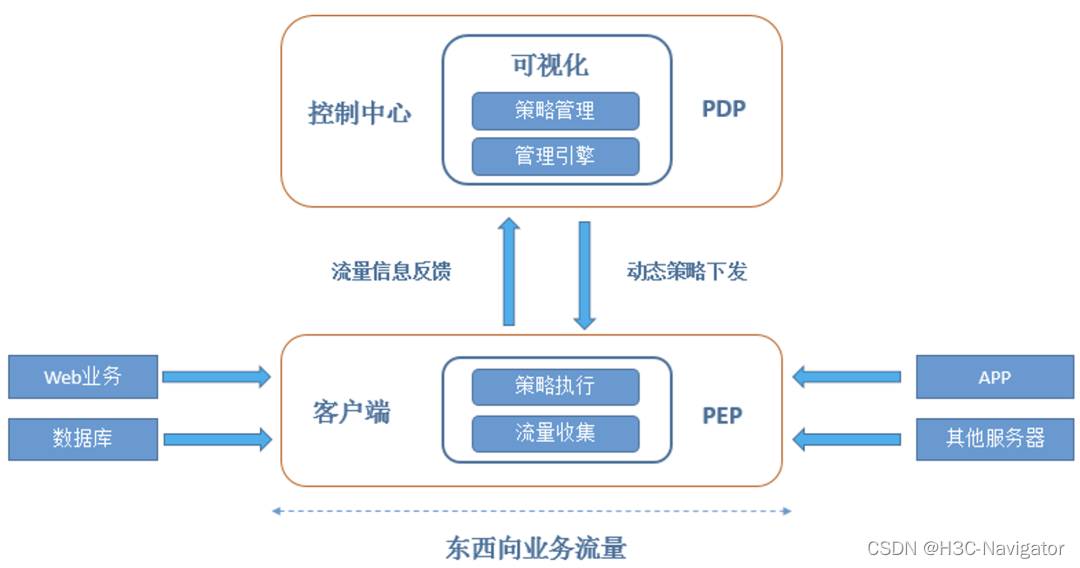 可视化
控制中心
策略管理
PDP
管理引擎
流量信息反馈
动态策略下发
Web业务
策略执行
APP
客户端
PEP
数据库
流量收集
其他服务器
东西向业务流量
CSDN @H3C-Navigator